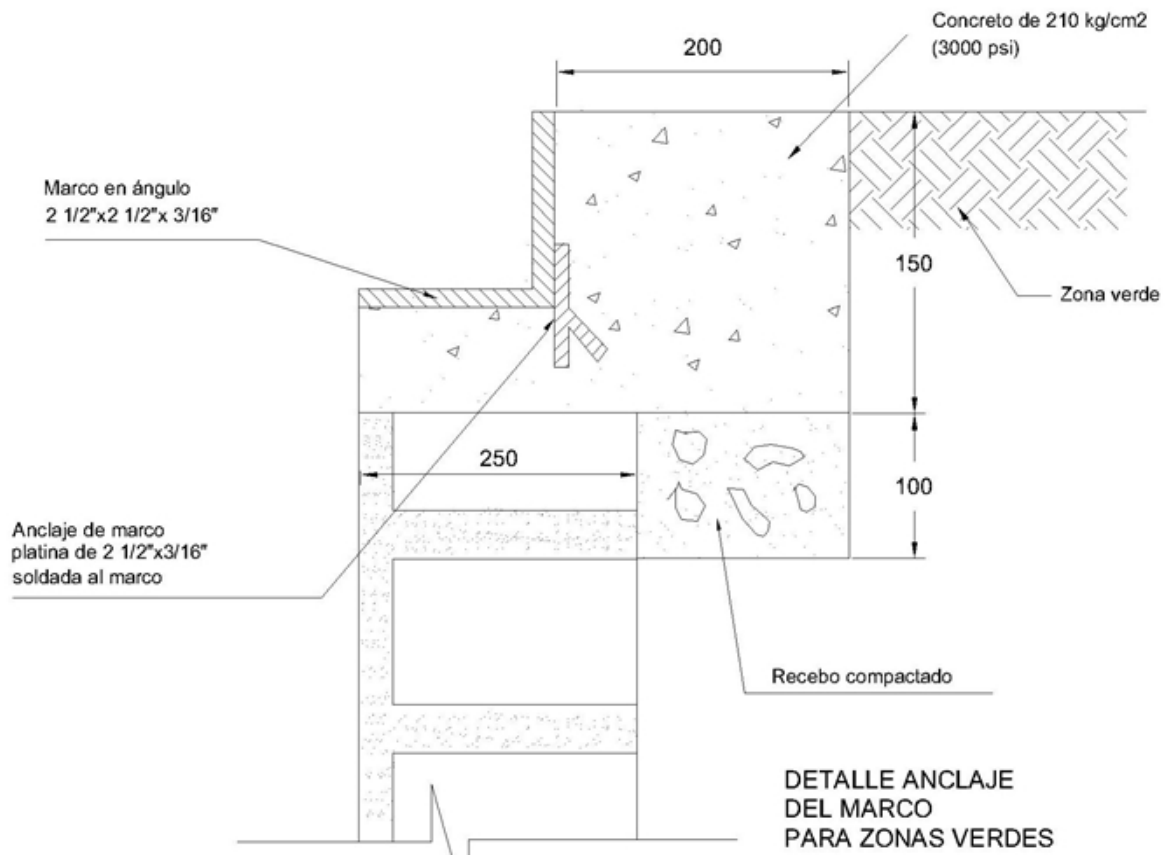 Concreto de 210 kg/cm2
(3000 psi)
200
Marco en ángulo
2 1/2"x2 1/2"x 3/16"
150
Zona verde
250
100
Anclaje de marco
platina de 2 1/2"x3/16"
soldada al marco
Recebo compactado
DETALLE ANCLAJE
DEL MARCO
PARA ZONAS VERDES